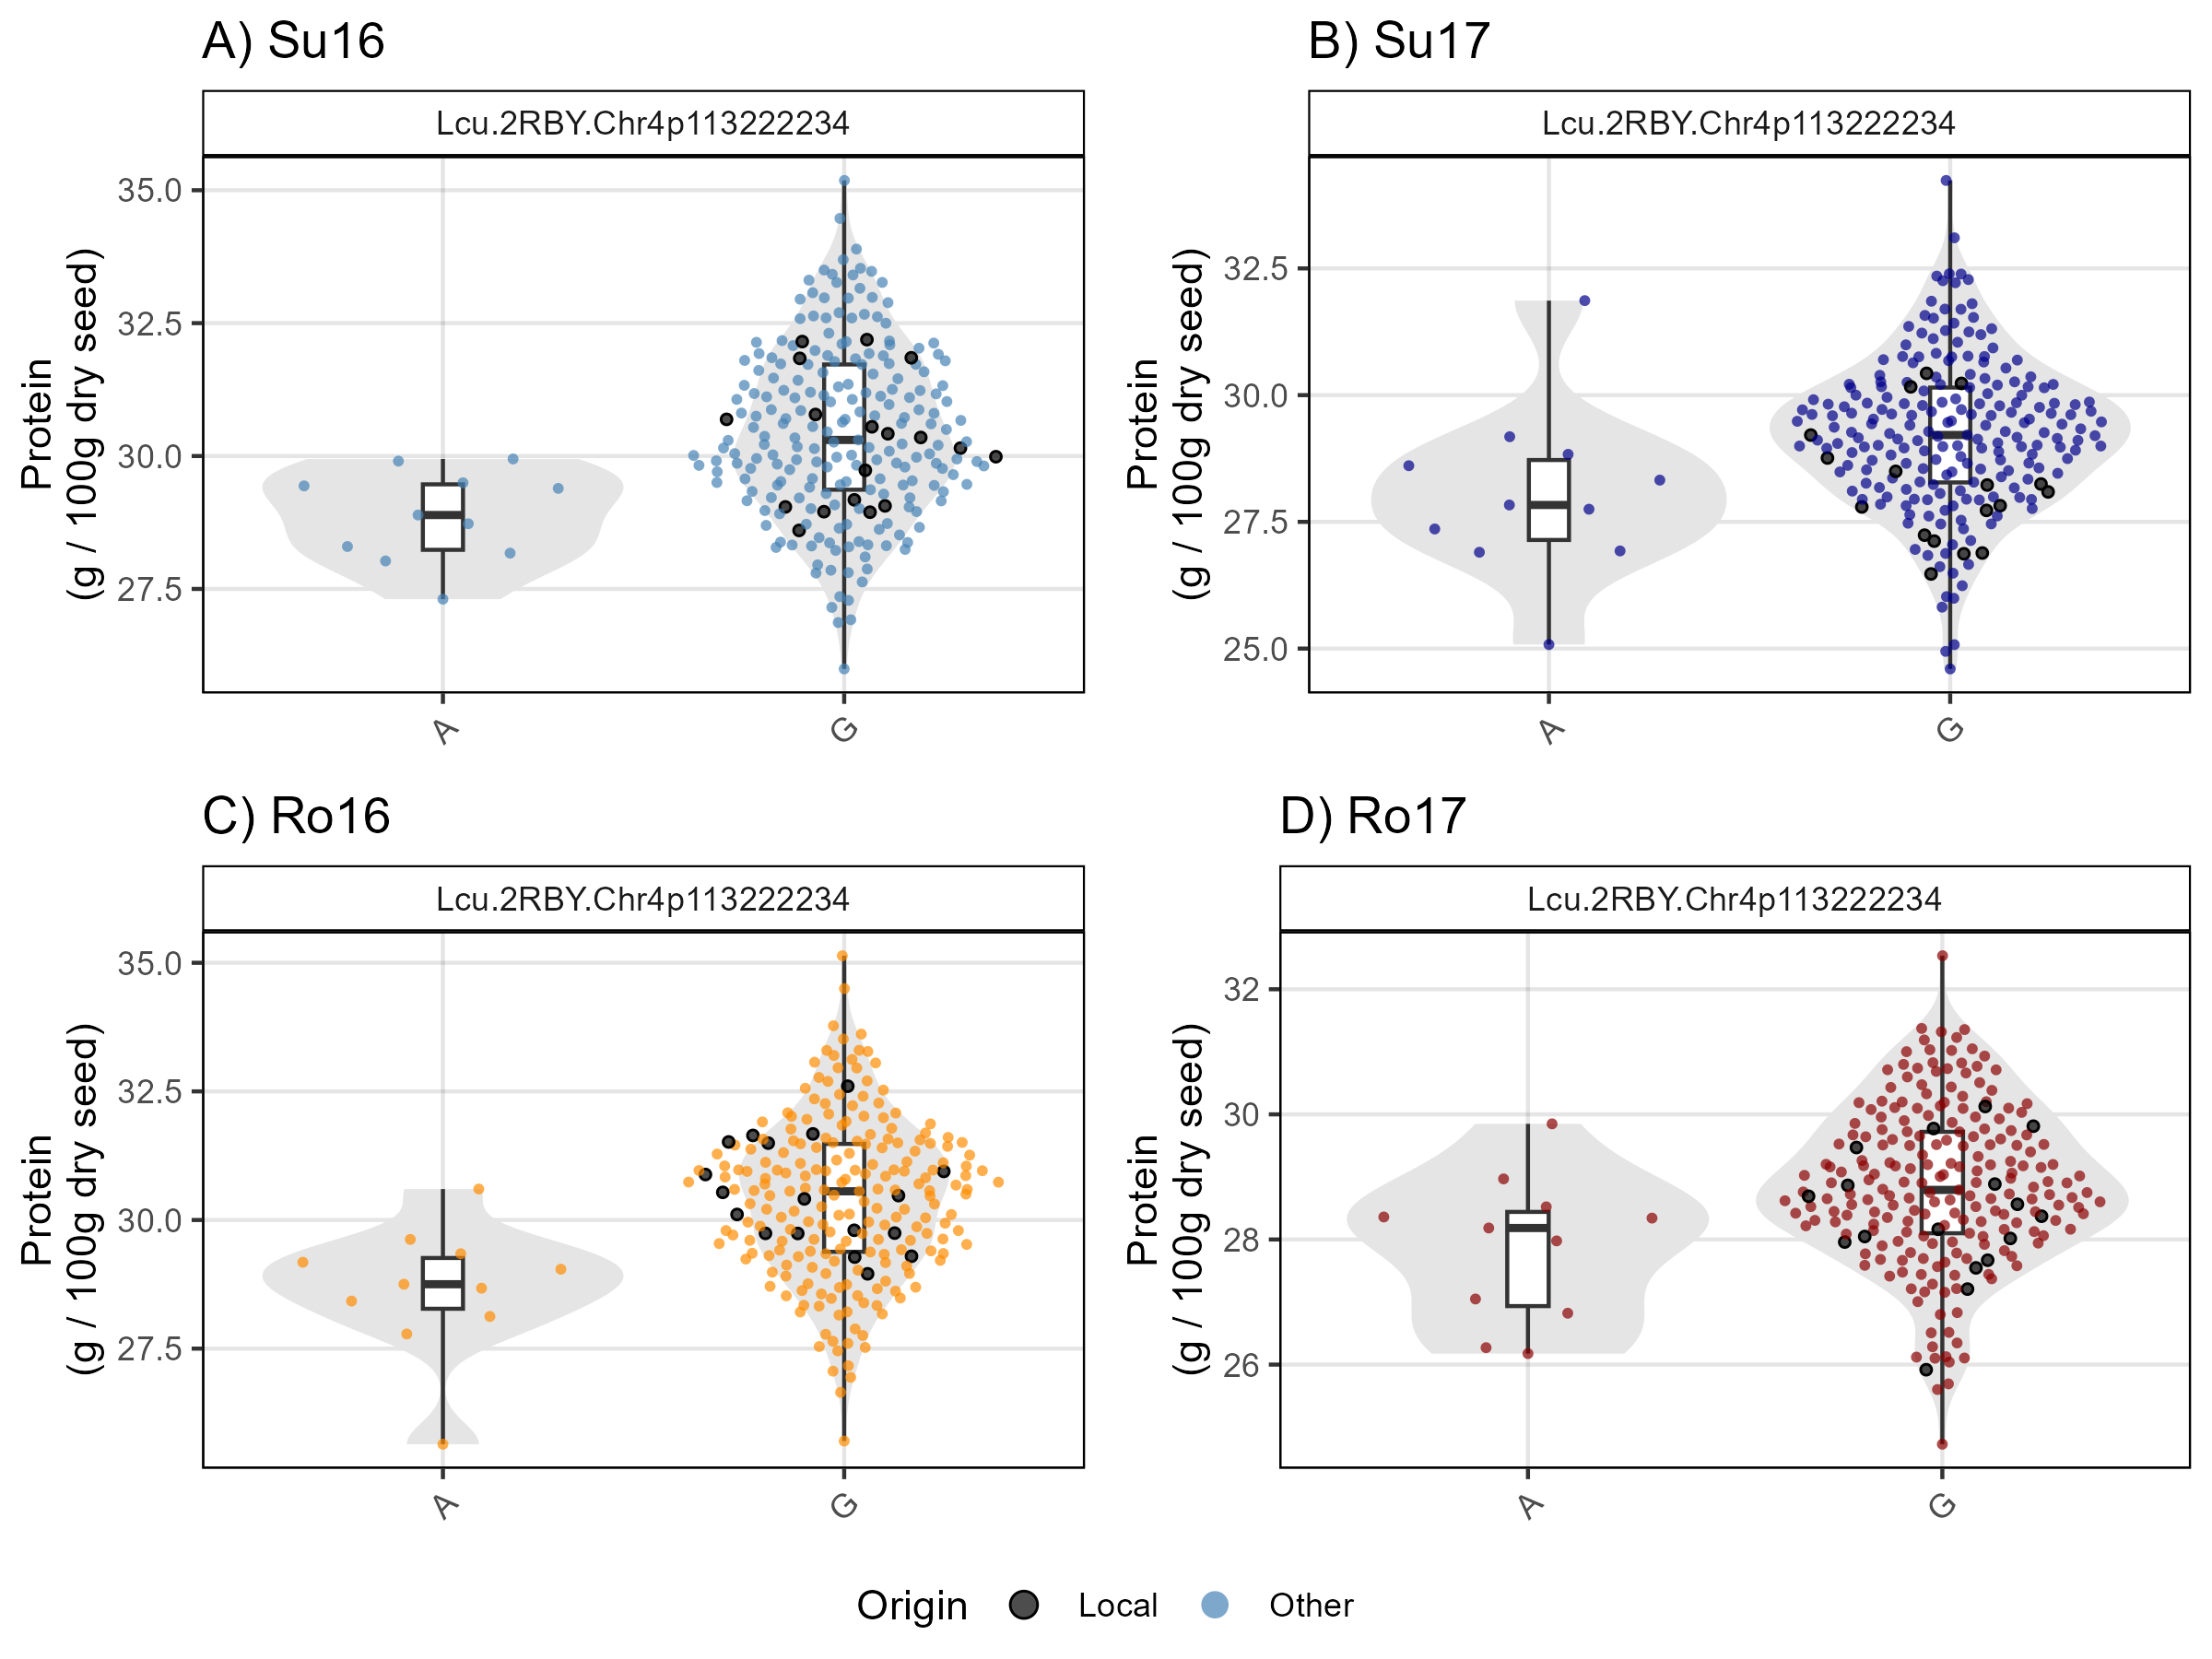 A) Su16
Lcu.2RBY.Chr4p113222234
Protein
(g / 100g dry seed)
35.0
32.5
30.0
27.5
A
G
B) Su17
Lcu.2RBY.Chr4p113222234
Protein
(g / 100g dry seed)
32.5
30.0
27.5
25.0
A
G
C) Ro16
Lcu.2RBY.Chr4p113222234
Protein
(g / 100g dry seed)
35.0
32.5
30.0
27.5
A
G
D) Ro17
Lcu.2RBY.Chr4p113222234
Protein
(g / 100g dry seed)
32
30
28
26
A
G
Origin Local Other